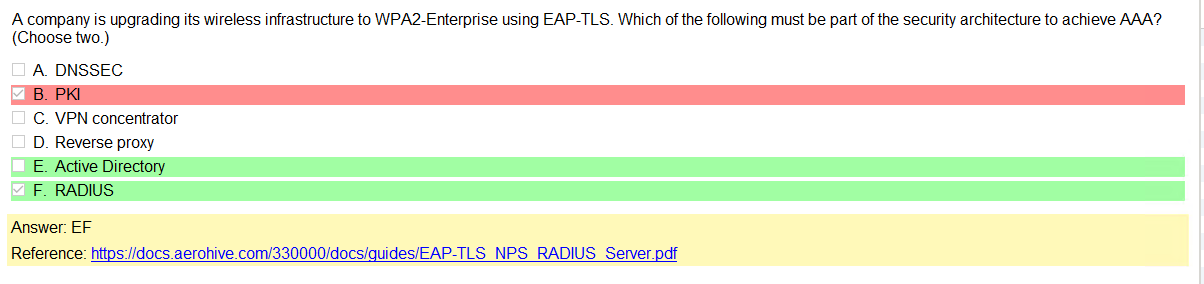 A company is upgrading its wireless infrastructure to WPA2-Enterprise using EAP-TLS. Which of the following must be part of the security architecture to achieve AAA?
(Choose two.)
A. DNSSEC
B. PKI
C. VPN concentrator
D. Reverse proxy
E. Active Directory
F. RADIUS
Answer: EF
Reference: https://docs.aerohive.com/330000/docs/guides/EAP-TLS_NPS_RADIUS_Server.pdf